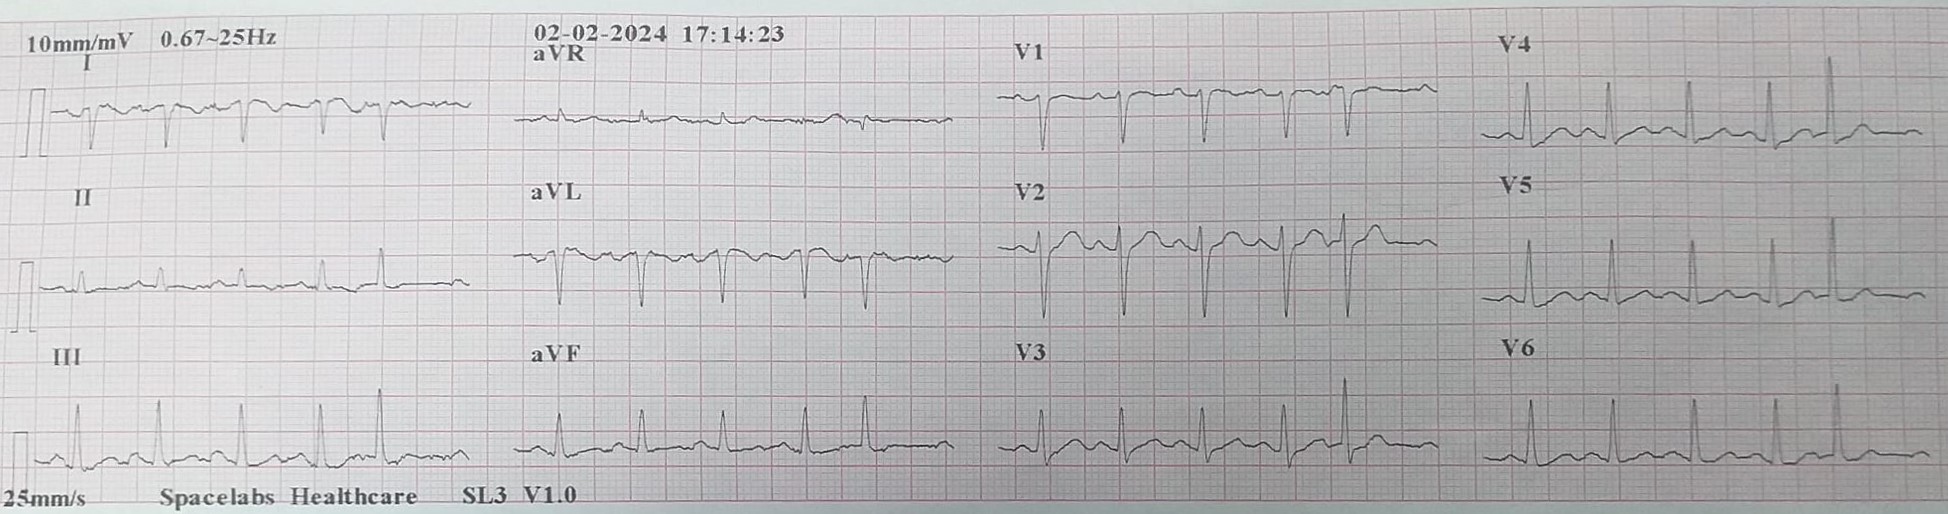 10mm/mV 0.67~25Hz 02-02-2024 17:14:23
I aVR V1 V4
II aVL V2 V5
III aVF V3 V6
25mm/s Spacelabs Healthcare SL3 V1.0